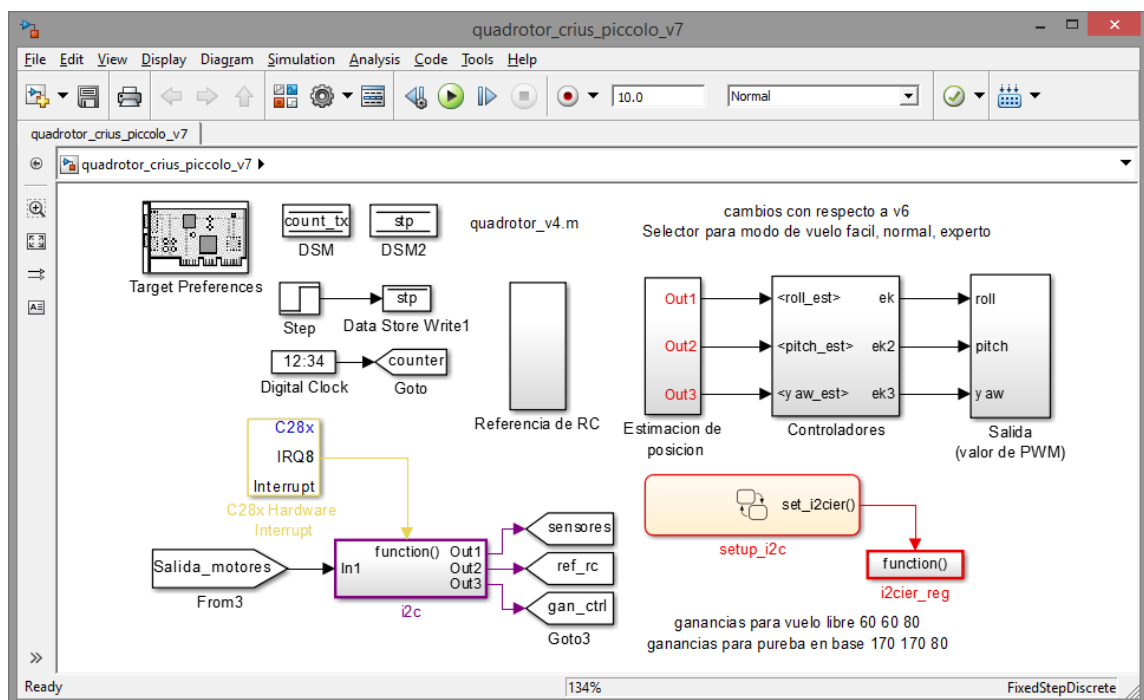 quadrotor_crius_piccolo_v7
File Edit View Display Diagram Simulation Analysis Code Tools Help
10.0 Normal
quadrotor_crius_piccolo_v7
quadrotor_crius_piccolo_v7
count_tx
DSM
stp
DSM2
quadrotor_v4.m
cambios con respecto a v6
Selector para modo de vuelo facil, normal, experto
Target Preferences
Step
stp
Data Store Write1
12:34
Digital Clock
counter
Goto
Referencia de RC
Out1
Out2
Out3
Estimacion de
posicion
<roll_est> ek
<pitch_est> ek2
<y aw_est> ek3
Controladores
roll
pitch
y aw
Salida
(valor de PWM)
C28x
IRQ8
Interrupt
C28x Hardware
Interrupt
Salida_motores
From3
function() Out1
In1 Out2
Out3
i2c
sensores
ref_rc
gan_ctrl
Goto3
set_i2cier()
setup_i2c
function()
i2cier_reg
ganancias para vuelo libre 60 60 80
ganancias para pureba en base 170 170 80
Ready 134% FixedStepDiscrete